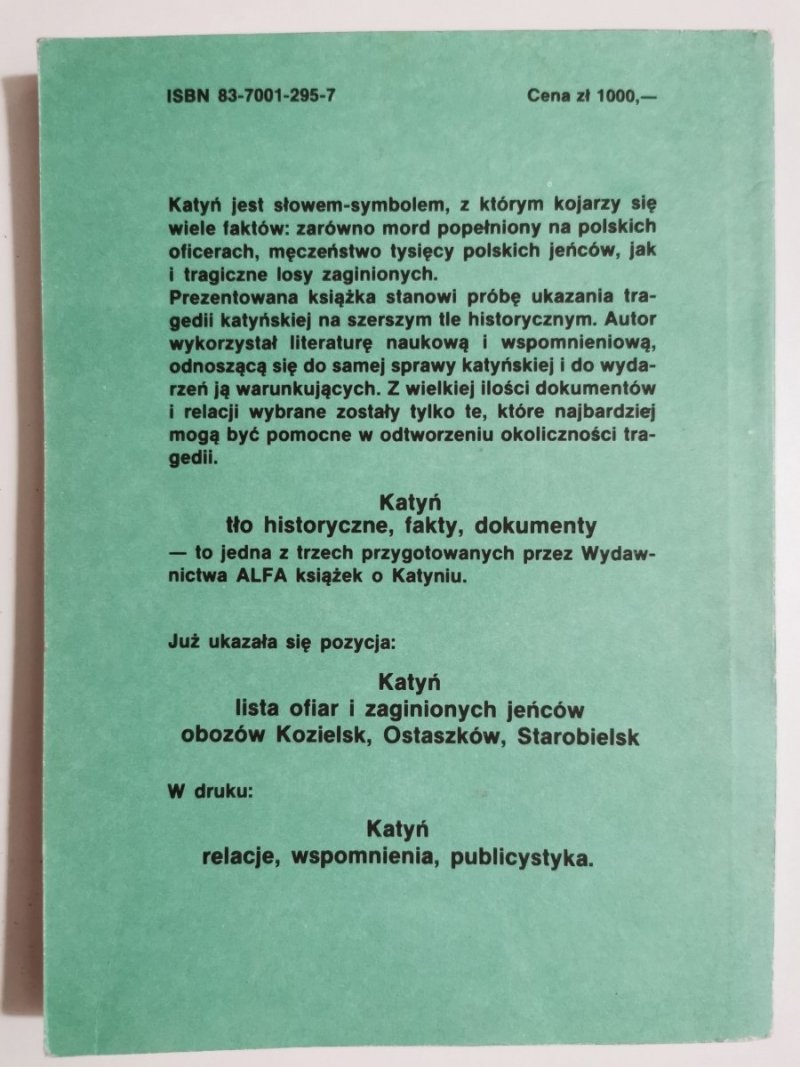 ISBN 83-7001-295-7 Cena zł 1000,—
Katyń jest słowem-symbolem, z którym kojarzy się
wiele faktów: zarówno mord popełniony na polskich
oficerach, męczeństwo tysięcy polskich jeńców, jak
i tragiczne losy zaginionych.
Prezentowana książka stanowi próbę ukazania tra-
gedii katyńskiej na szerszym tle historycznym. Autor
wykorzystał literaturę naukową i wspomnieniową,
odnoszącą się do samej sprawy katyńskiej i do wyda-
rzeń ją warunkujących. Z wielkiej ilości dokumentów
i relacji wybrane zostały tylko te, które najbardziej
mogą być pomocne w odtworzeniu okoliczności tra-
gedii.
Katyń
tło historyczne, fakty, dokumenty
— to jedna z trzech przygotowanych przez Wydaw-
nictwa ALFA książek o Katyniu.
Już ukazała się pozycja:
Katyń
lista ofiar i zaginionych jeńców
obozów Kozielsk, Ostaszków, Starobielsk
W druku:
Katyń
relacje, wspomnienia, publicystyka.